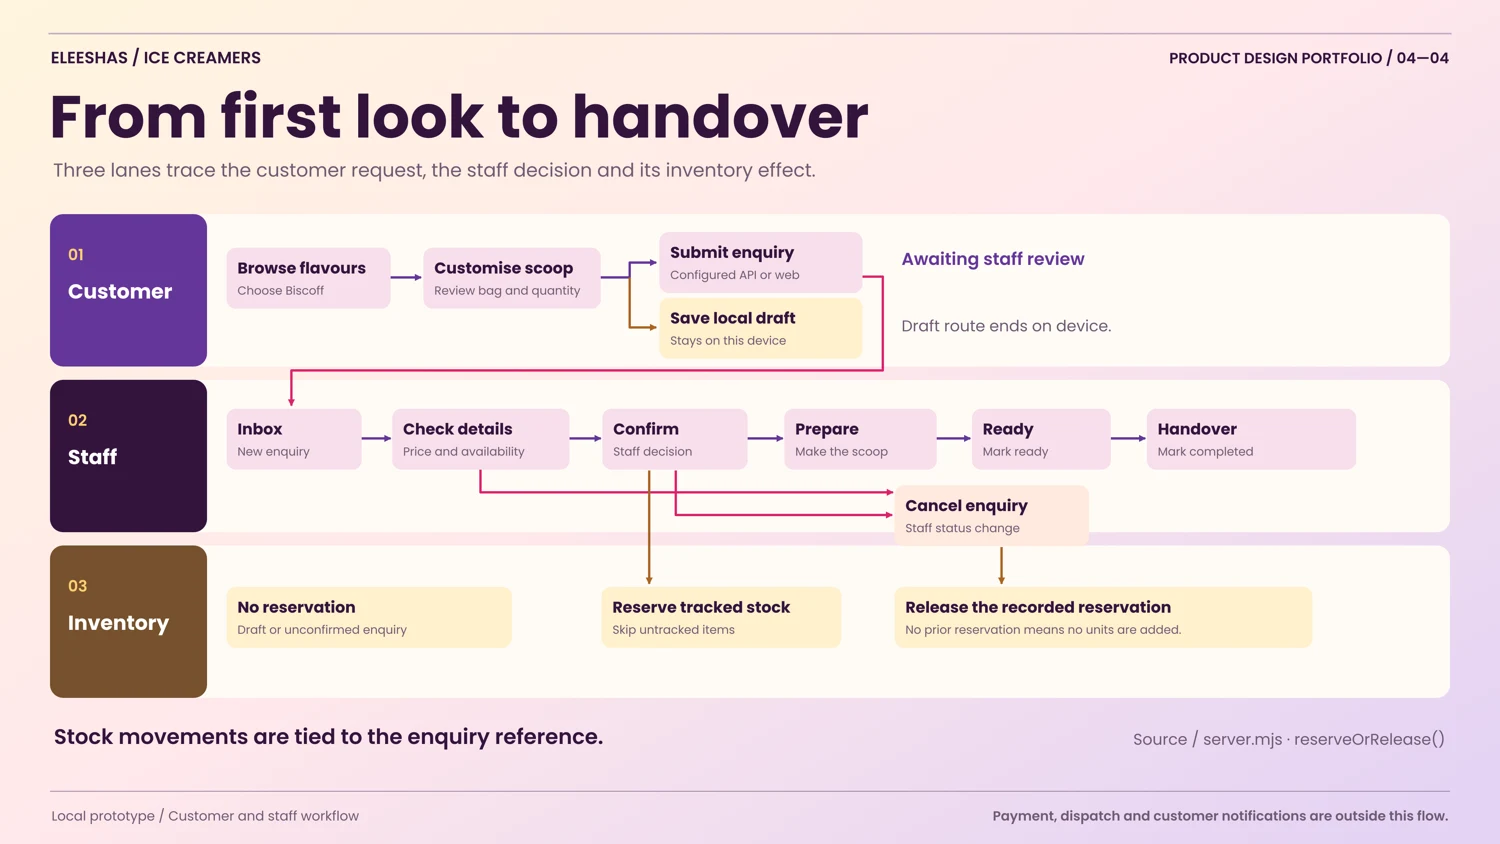 ELEESHAS / ICE CREAMERS
PRODUCT DESIGN PORTFOLIO / 04—04
From first look to handover
Three lanes trace the customer request, the staff decision and its inventory effect.
01
Customer
Browse flavours
Choose Biscoff
Customise scoop
Review bag and quantity
Submit enquiry
Configured API or web
Save local draft
Stays on this device
Awaiting staff review
Draft route ends on device.
02
Staff
Inbox
New enquiry
Check details
Price and availability
Confirm
Staff decision
Prepare
Make the scoop
Ready
Mark ready
Handover
Mark completed
Cancel enquiry
Staff status change
03
Inventory
No reservation
Draft or unconfirmed enquiry
Reserve tracked stock
Skip untracked items
Release the recorded reservation
No prior reservation means no units are added.
Stock movements are tied to the enquiry reference.
Source / server.mjs · reserveOrRelease()
Local prototype / Customer and staff workflow
Payment, dispatch and customer notifications are outside this flow.